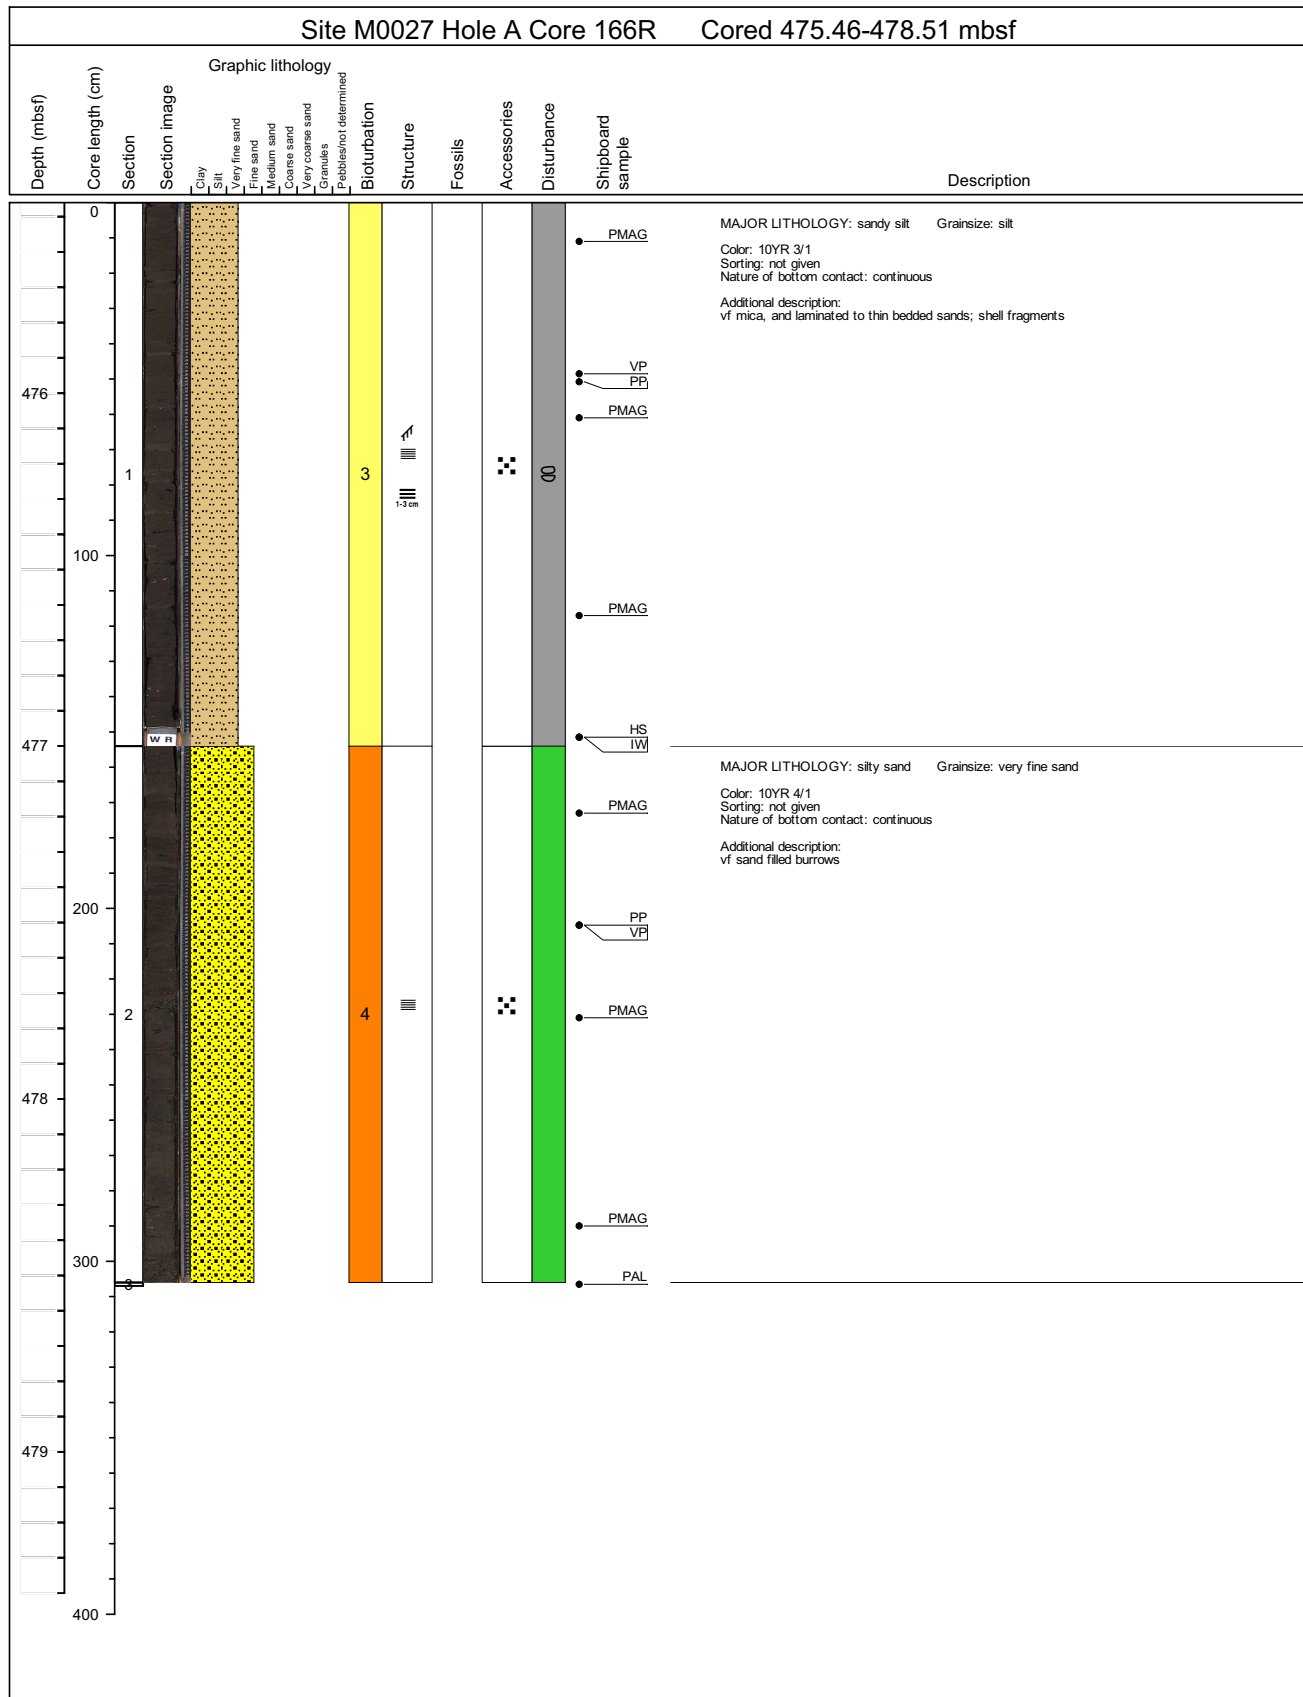 Site M0027 Hole A Core 166R Cored 475.46-478.51 mbsf
Graphic lithology
Depth (mbsf)
Core length (cm)
Section
Section image
Clay
Silt
Very fine sand
Fine sand
Medium sand
Coarse sand
Very coarse sand
Granules
Pebbles/not determined
Bioturbation
Structure
Fossils
Accessories
Disturbance
Shipboard
sample
Description
0
MAJOR LITHOLOGY: sandy silt Grainsize: silt
PMAG
Color: 10YR 3/1
Sorting: not given
Nature of bottom contact: continuous
Additional description:
vf mica, and laminated to thin bedded sands; shell fragments
VP
PP
476
PMAG
1
3
1-3 cm
100
PMAG
HS
W R
IW
477
MAJOR LITHOLOGY: silty sand Grainsize: very fine sand
Color: 10YR 4/1
Sorting: not given
PMAG
Nature of bottom contact: continuous
Additional description:
vf sand filled burrows
200
PP
VP
2
4
PMAG
478
PMAG
300
PAL
3
479
400